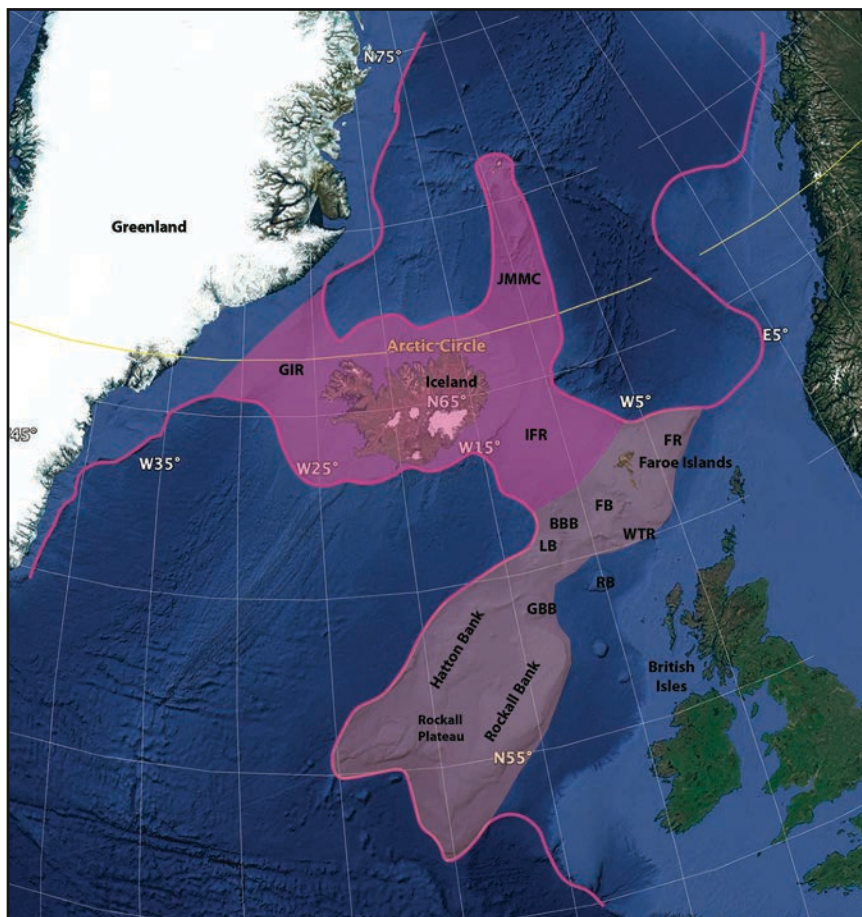 N75°
Greenland
JMMC
Arctic Circle
E5°
GIR
Iceland
N65°
W5°
45°
W35°
W25°
W15°
IFR
FR
Faroe Islands
FB
BBB
WTR
LB
RB
GBB
Hatton Bank
Rockall Bank
British
Isles
Rockall
Plateau
N55°